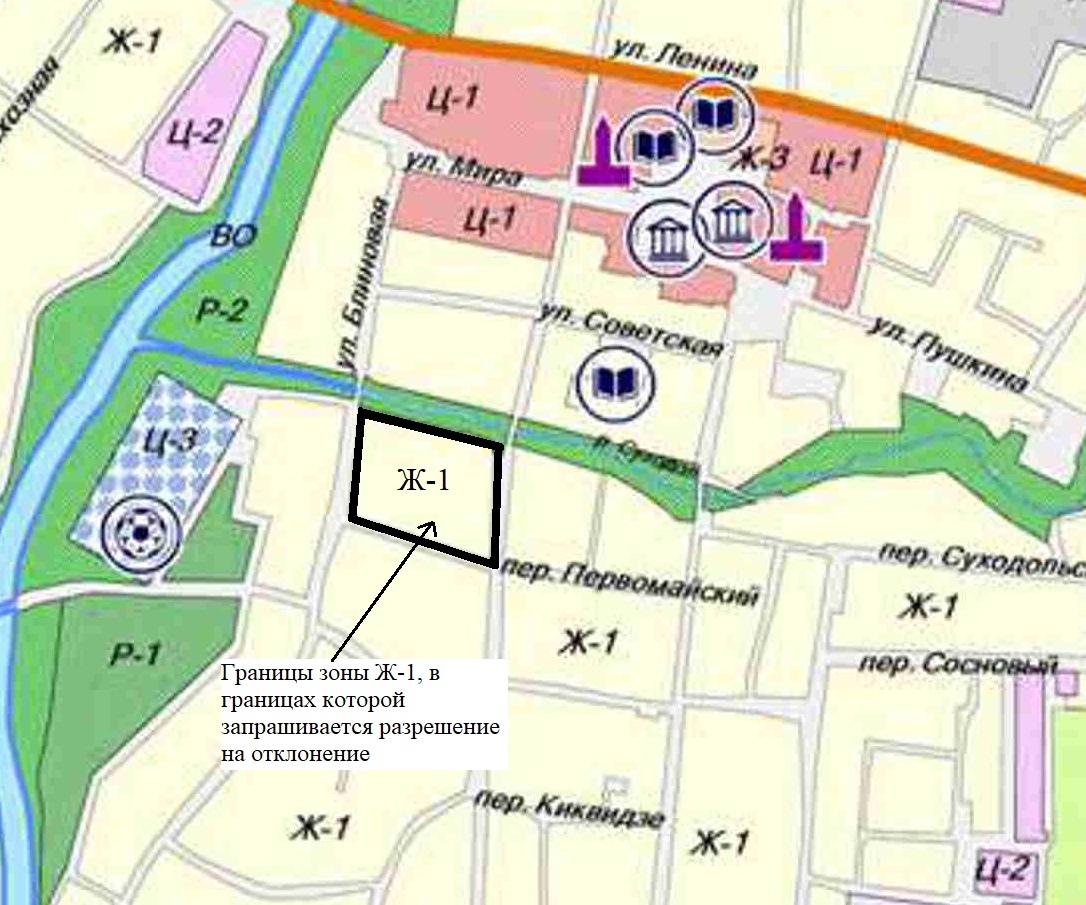 Ж-1
ул. Ленина
Ц-1
Ц-2
ул. Мира
Ж-3
Ц-1
Ц-1
ВО
ул. Блиновая
Р-2
ул. Советская
ул. Пушкина
Ц-3
Ж-1
пер. Суходольс
пер. Первомайский
Ж-1
Ж-1
Р-1
пер. Сосновый
Границы зоны Ж-1, в
границах которой
запрашивается разрешение
на отклонение
пер. Киквидзе
Ж-1
Ж-1
Ц-2